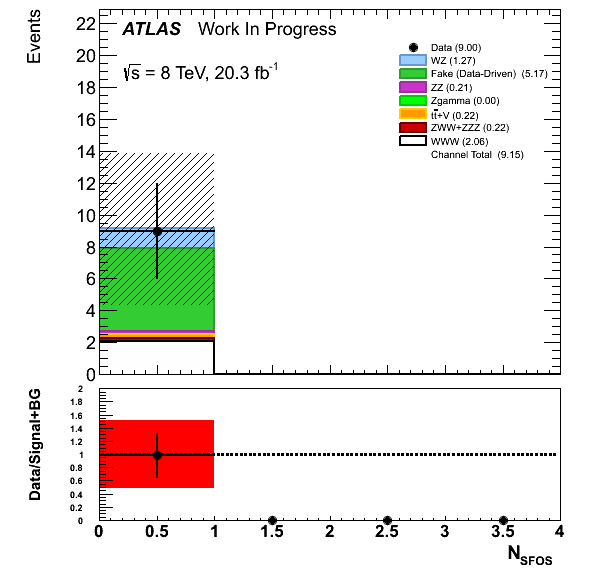 Events
22
20
18
16
14
12
10
8
6
4
2
0
ATLAS Work In Progress
√s = 8 TeV, 20.3 fb⁻¹
Data (9.00)
WZ (1.27)
Fake (Data-Driven) (5.17)
ZZ (0.21)
Zgamma (0.00)
tt̄+V (0.22)
ZWW+ZZZ (0.22)
WWW (2.06)
Channel Total (9.15)
Data/Signal+BG
2
1.8
1.6
1.4
1.2
1
0.8
0.6
0.4
0.2
0
0 0.5 1 1.5 2 2.5 3 3.5 4
N_SFOS